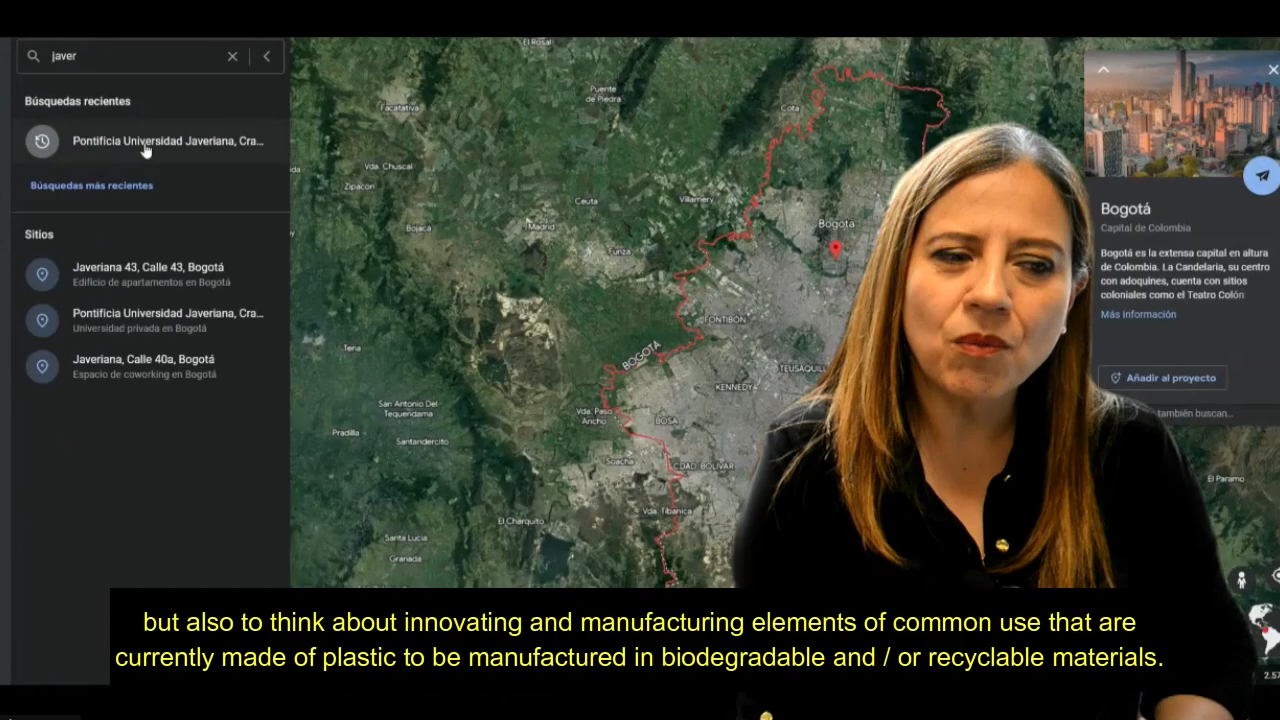 javer
Búsquedas recientes
Pontificia Universidad Javeriana, Cra...
Búsquedas más recientes
Sitios
Javeriana 43, Calle 43, Bogotá
Edificio de apartamentos en Bogotá
Pontificia Universidad Javeriana, Cra...
Universidad privada en Bogotá
Javeriana, Calle 40a, Bogotá
Espacio de coworking en Bogotá
El Rosal
Puente
de Piedra
Facatativa
Cota
Vda. Chuscal
Zipacon
Ceuta
Villamery
Bojaca
Madrid
Bogotá
Funza
FONTIBÓN
BOGOTÁ
Tena
TEUSAQUIL
KENNEDY
San Antonio Del
Tequendama
Vda. Paso
Ancho
BOSA
Pradilla
Santandercito
Soacha
CDAD. BOLIVAR
El Charquito
Vda. Tibanica
Santa Lucia
Granada
El Paramo
Bogotá
Capital de Colombia
Bogotá es la extensa capital en altura
de Colombia. La Candelaria, su centro
con adoquines, cuenta con sitios
coloniales como el Teatro Colón
Más información
Añadir al proyecto
también buscan...
but also to think about innovating and manufacturing elements of common use that are
currently made of plastic to be manufactured in biodegradable and / or recyclable materials.